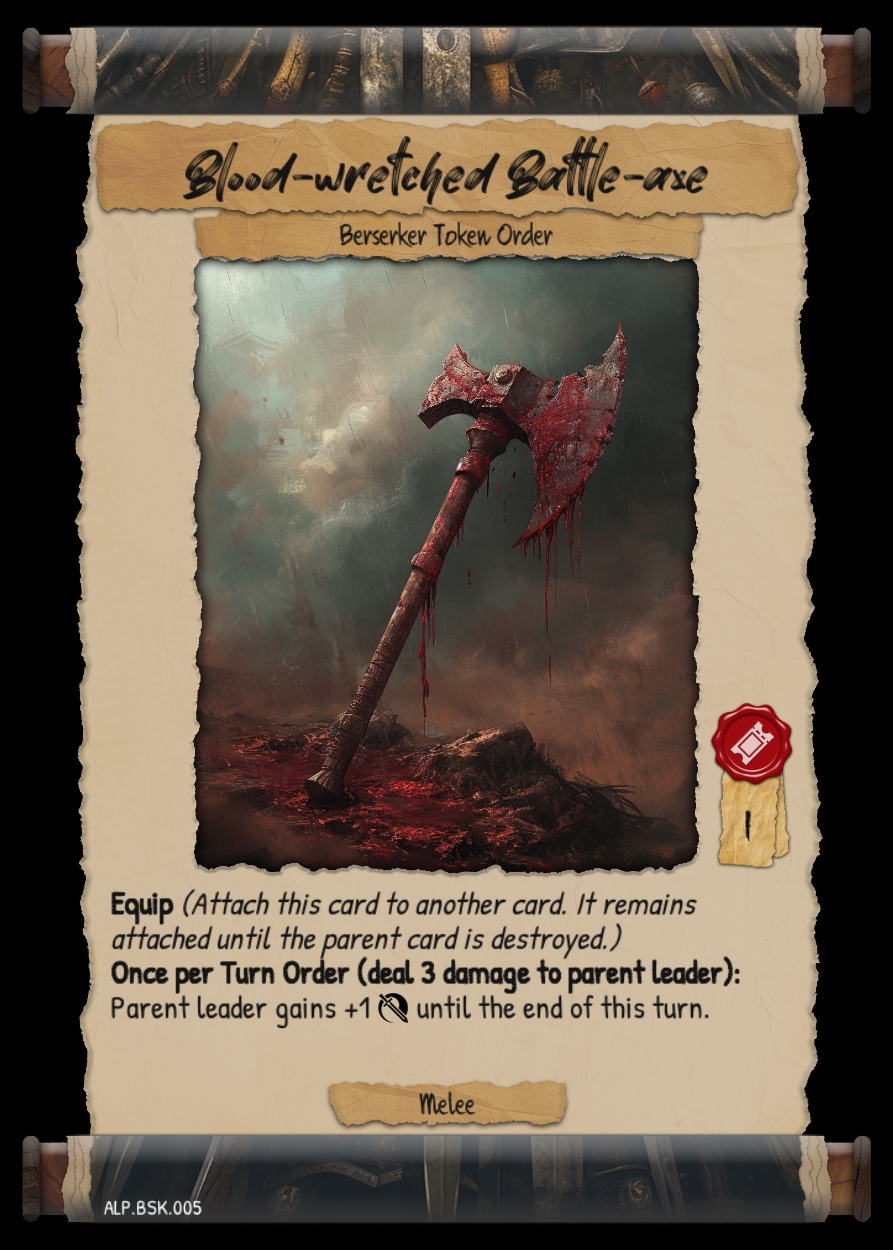 Blood-wretched Battle-axe
Berserker Token Order
1
Equip (Attach this card to another card. It remains
attached until the parent card is destroyed.)
Once per Turn Order (deal 3 damage to parent leader):
Parent leader gains +1 until the end of this turn.
Melee
ALP.BSK.005